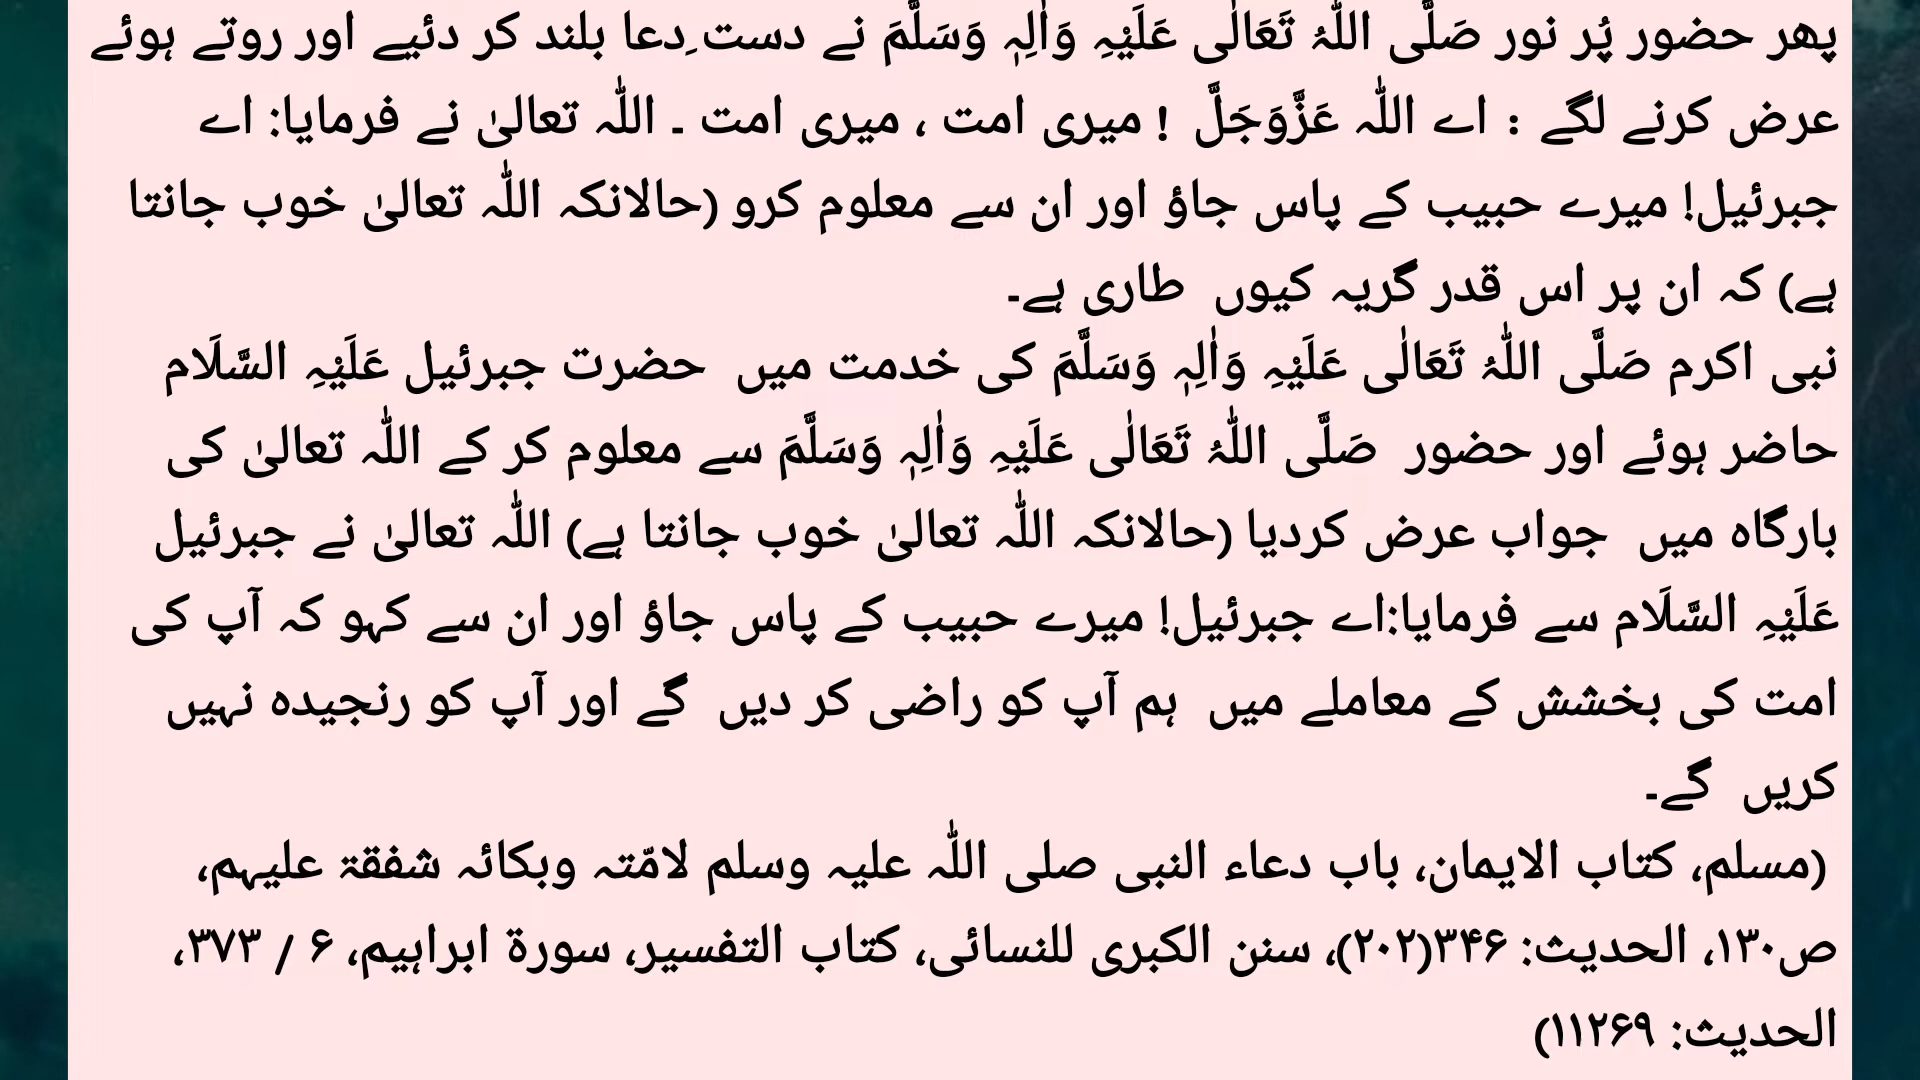 پھر حضور پُر نور صَلَّی اللّٰہُ تَعَالٰی عَلَیْہِ وَاٰلِہٖ وَسَلَّمَ نے دست ِدعا بلند کر دئیے اور روتے ہوئے
عرض کرنے لگے : اے اللّٰہ عَزَّوَجَلَّ ! میری امت ، میری امت ۔ اللّٰہ تعالیٰ نے فرمایا: اے
جبرئیل! میرے حبیب کے پاس جاؤ اور ان سے معلوم کرو (حالانکہ اللّٰہ تعالیٰ خوب جانتا
ہے) کہ ان پر اس قدر گریہ کیوں طاری ہے۔
نبی اکرم صَلَّی اللّٰہُ تَعَالٰی عَلَیْہِ وَاٰلِہٖ وَسَلَّمَ کی خدمت میں حضرت جبرئیل عَلَیْہِ السَّلَام
حاضر ہوئے اور حضور صَلَّی اللّٰہُ تَعَالٰی عَلَیْہِ وَاٰلِہٖ وَسَلَّمَ سے معلوم کر کے اللّٰہ تعالیٰ کی
بارگاہ میں جواب عرض کردیا (حالانکہ اللّٰہ تعالیٰ خوب جانتا ہے) اللّٰہ تعالیٰ نے جبرئیل
عَلَیْہِ السَّلَام سے فرمایا:اے جبرئیل! میرے حبیب کے پاس جاؤ اور ان سے کہو کہ آپ کی
امت کی بخشش کے معاملے میں ہم آپ کو راضی کر دیں گے اور آپ کو رنجیدہ نہیں
کریں گے۔
(مسلم، کتاب الایمان، باب دعاء النبی صلی اللّٰہ علیہ وسلم لامّتہ وبکائہ شفقۃ علیہم،
ص۱۳۰، الحدیث: ۳۴۶(۲۰۲)، سنن الکبری للنسائی، کتاب التفسیر، سورۃ ابراہیم، ۶ / ۳۷۳،
الحدیث: ۱۱۲۶۹)